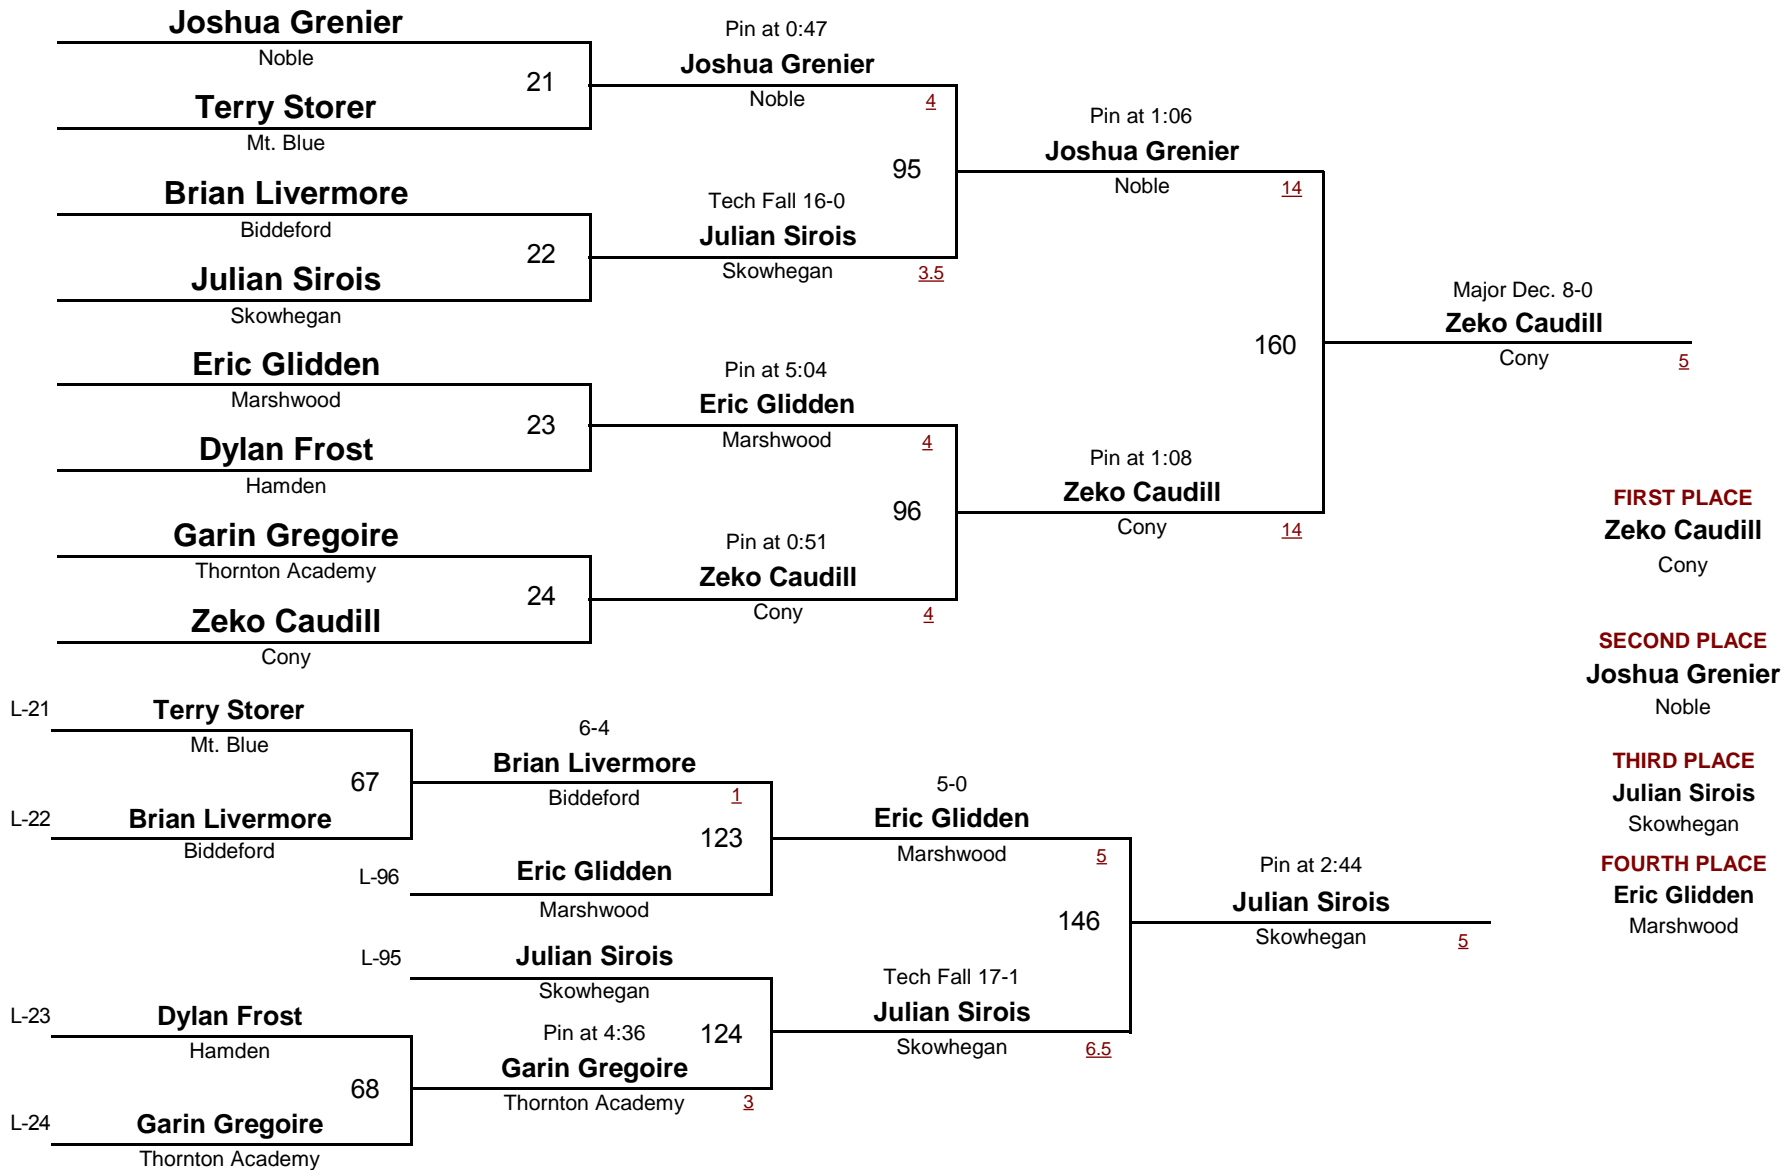 Joshua Grenier
Noble
21
Terry Storer
Mt. Blue
Brian Livermore
Biddeford
22
Julian Sirois
Skowhegan
Eric Glidden
Marshwood
23
Dylan Frost
Hamden
Garin Gregoire
Thornton Academy
24
Zeko Caudill
Cony
Pin at 0:47
Joshua Grenier
Noble
4
95
Tech Fall 16-0
Julian Sirois
Skowhegan
3.5
Pin at 5:04
Eric Glidden
Marshwood
4
96
Pin at 0:51
Zeko Caudill
Cony
4
Pin at 1:06
Joshua Grenier
Noble
14
160
Pin at 1:08
Zeko Caudill
Cony
14
Major Dec. 8-0
Zeko Caudill
Cony
5
FIRST PLACE
Zeko Caudill
Cony
SECOND PLACE
Joshua Grenier
Noble
THIRD PLACE
Julian Sirois
Skowhegan
FOURTH PLACE
Eric Glidden
Marshwood
L-21
Terry Storer
Mt. Blue
67
L-22
Brian Livermore
Biddeford
6-4
Brian Livermore
Biddeford
1
123
L-96
Eric Glidden
Marshwood
L-95
Julian Sirois
Skowhegan
124
L-23
Dylan Frost
Hamden
68
L-24
Garin Gregoire
Thornton Academy
Pin at 4:36
Garin Gregoire
Thornton Academy
3
5-0
Eric Glidden
Marshwood
5
146
Tech Fall 17-1
Julian Sirois
Skowhegan
6.5
Pin at 2:44
Julian Sirois
Skowhegan
5